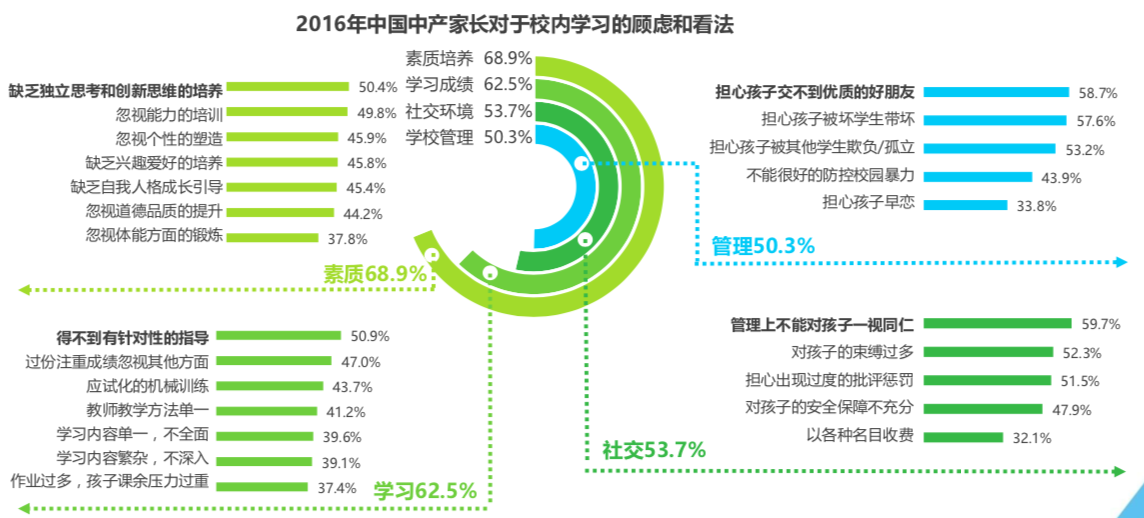 2016年中国中产家长对于校内学习的顾虑和看法
素质培养 68.9%
学习成绩 62.5%
社交环境 53.7%
学校管理 50.3%
缺乏独立思考和创新思维的培养 50.4%
忽视能力的培训 49.8%
忽视个性的塑造 45.9%
缺乏兴趣爱好的培养 45.8%
缺乏自我人格成长引导 45.4%
忽视道德品质的提升 44.2%
忽视体能方面的锻炼 37.8%
素质68.9%
担心孩子交不到优质的好朋友 58.7%
担心孩子被坏学生带坏 57.6%
担心孩子被其他学生欺负/孤立 53.2%
不能很好的防控校园暴力 43.9%
担心孩子早恋 33.8%
管理50.3%
得不到有针对性的指导 50.9%
过份注重成绩忽视其他方面 47.0%
应试化的机械训练 43.7%
教师教学方法单一 41.2%
学习内容单一，不全面 39.6%
学习内容繁杂，不深入 39.1%
作业过多，孩子课余压力过重 37.4%
学习62.5%
管理上不能对孩子一视同仁 59.7%
对孩子的束缚过多 52.3%
担心出现过度的批评惩罚 51.5%
对孩子的安全保障不充分 47.9%
以各种名目收费 32.1%
社交53.7%